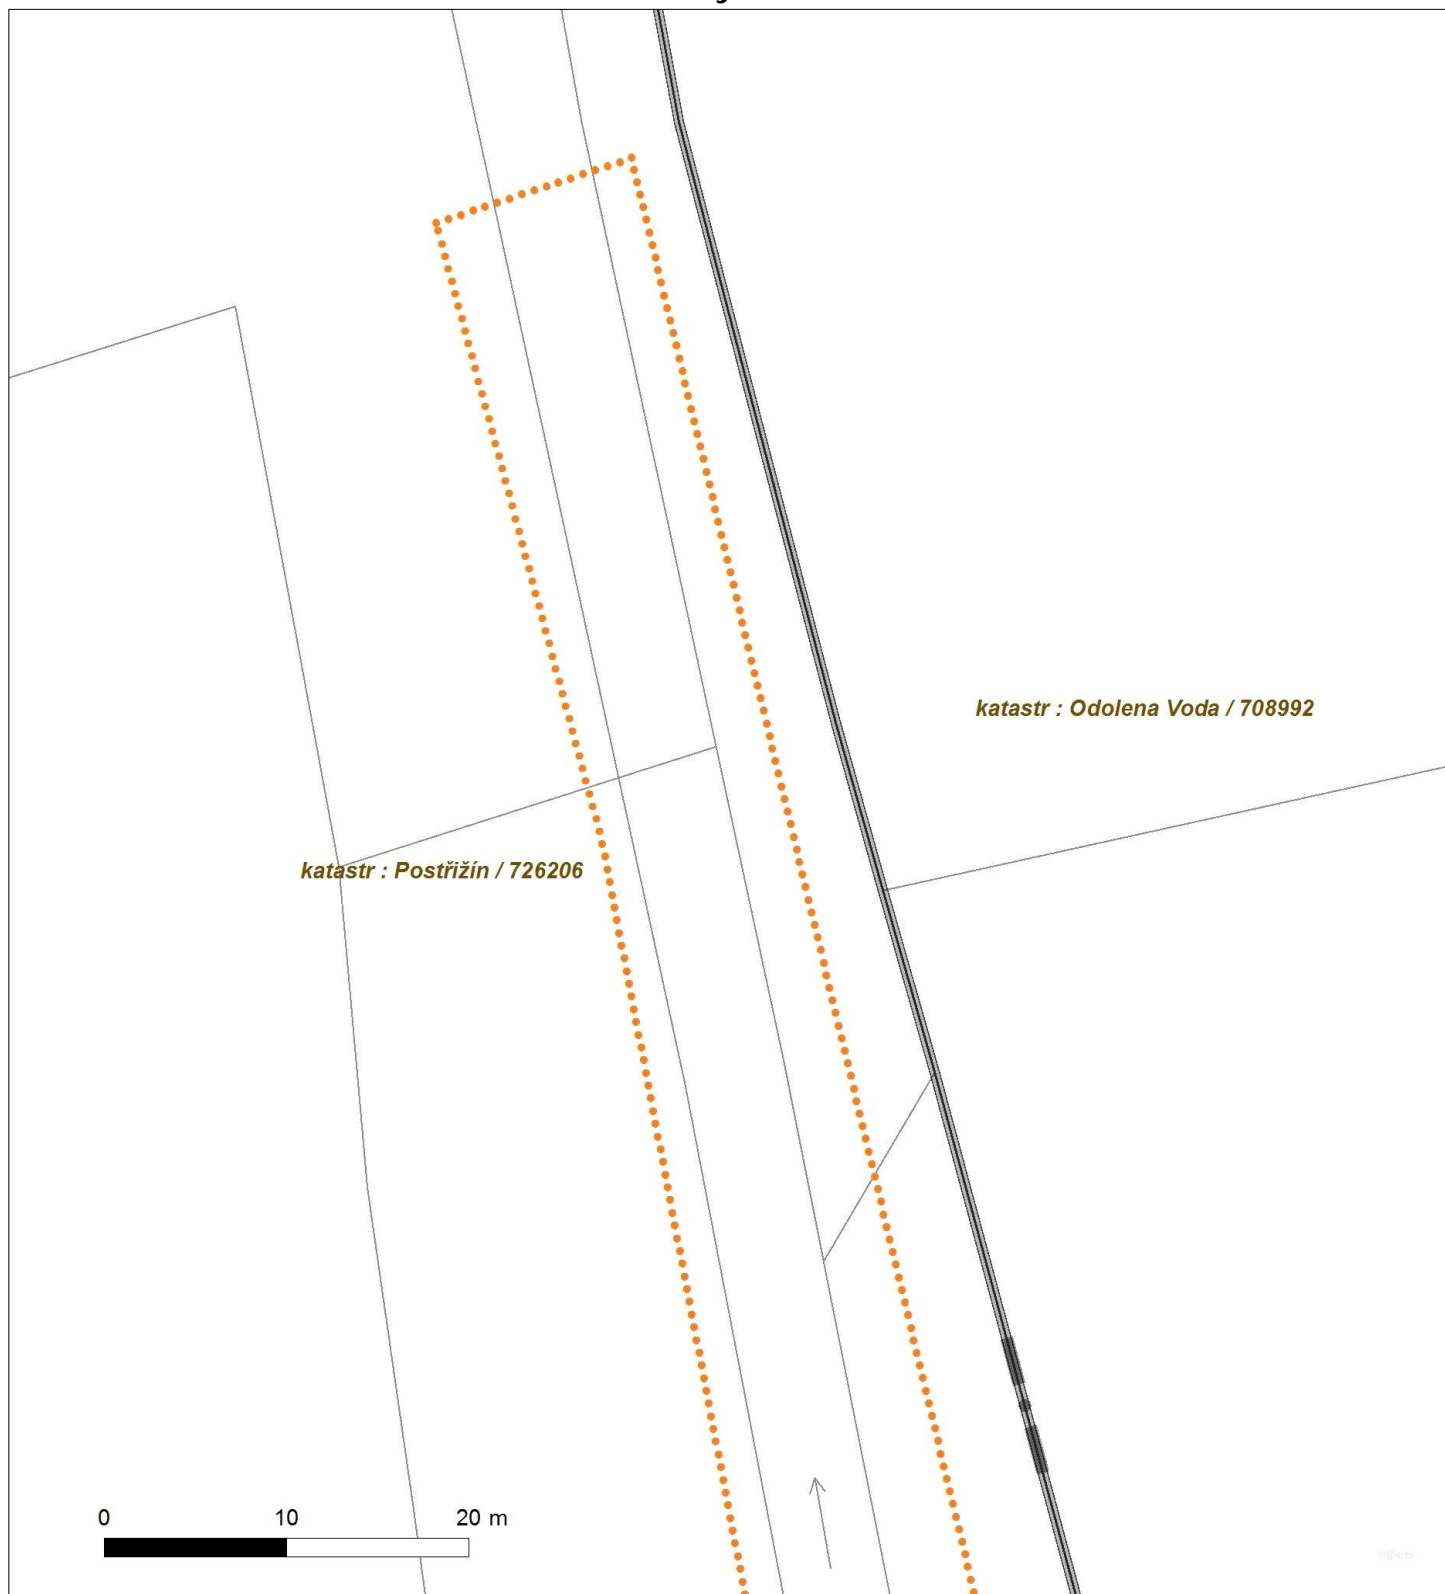 katastr : Odolena Voda / 708992
katastr : Postřižín / 726206
0 10 20 m